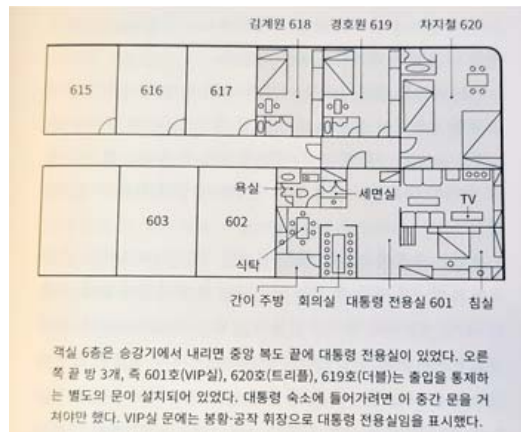 김계원 618 경호원 619 차지철 620
615 616 617
욕실 세면실
603 602 TV
식탁
간이 주방 회의실 대통령 전용실 601 침실
객실 6층은 승강기에서 내리면 중앙 복도 끝에 대통령 전용실이 있었다. 오른
쪽 끝 방 3개, 즉 601호(VIP실), 620호(트리플), 619호(더블)는 출입을 통제하
는 별도의 문이 설치되어 있었다. 대통령 숙소에 들어가려면 이 중간 문을 거
쳐야만 했다. VIP실 문에는 봉황·공작 휘장으로 대통령 전용실임을 표시했다.